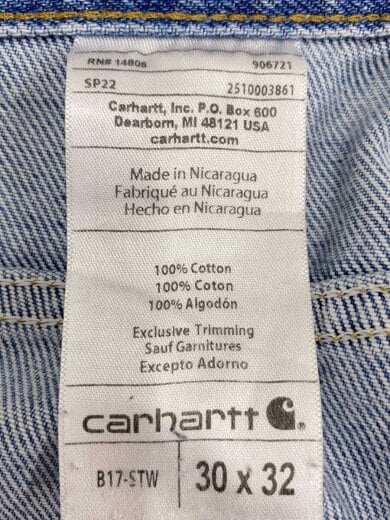 RN# 14806 906721
SP22 2510003861
Carhartt, Inc. P.O. Box 600
Dearborn, MI 48121 USA
carhartt.com
Made in Nicaragua
Fabriqué au Nicaragua
Hecho en Nicaragua
100% Cotton
100% Coton
100% Algodón
Exclusive Trimming
Sauf Garnitures
Excepto Adorno
carhartt
B17-STW 30 x 32